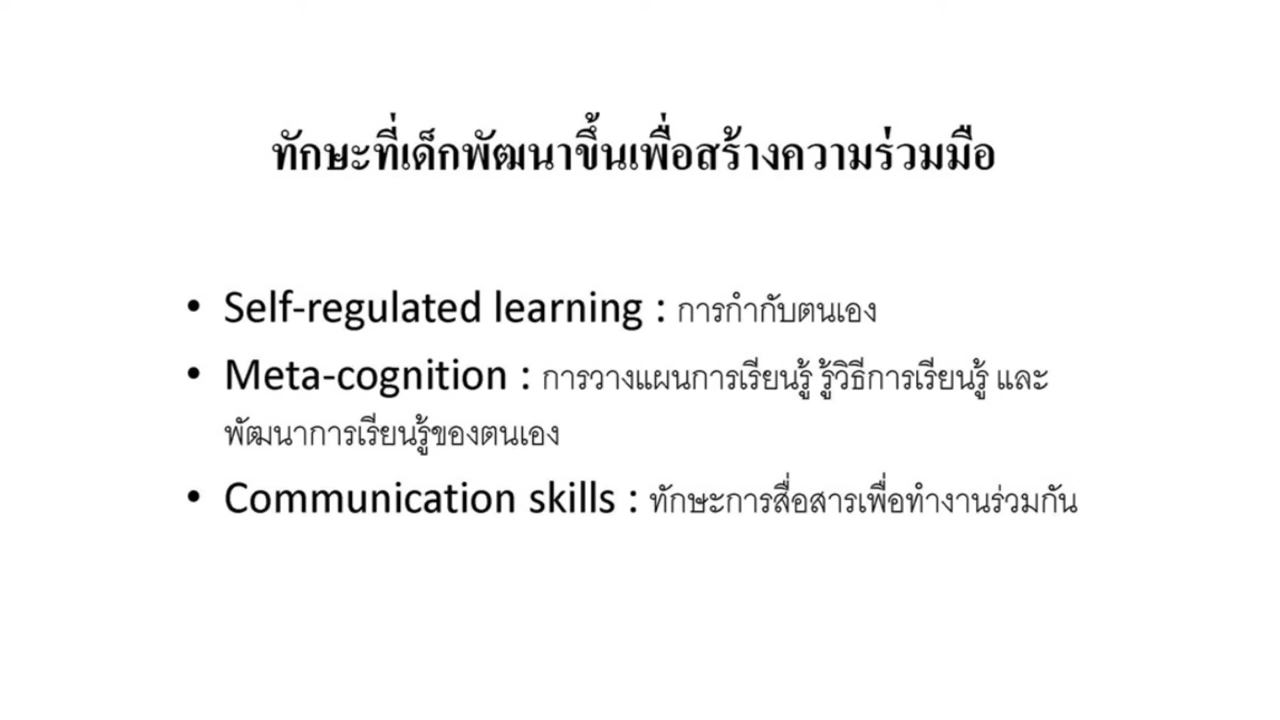 ทักษะที่เด็กพัฒนาขึ้นเพื่อสร้างความร่วมมือ
• Self-regulated learning : การกำกับตนเอง
• Meta-cognition : การวางแผนการเรียนรู้ รู้วิธีการเรียนรู้ และ
พัฒนาการเรียนรู้ของตนเอง
• Communication skills : ทักษะการสื่อสารเพื่อทำงานร่วมกัน